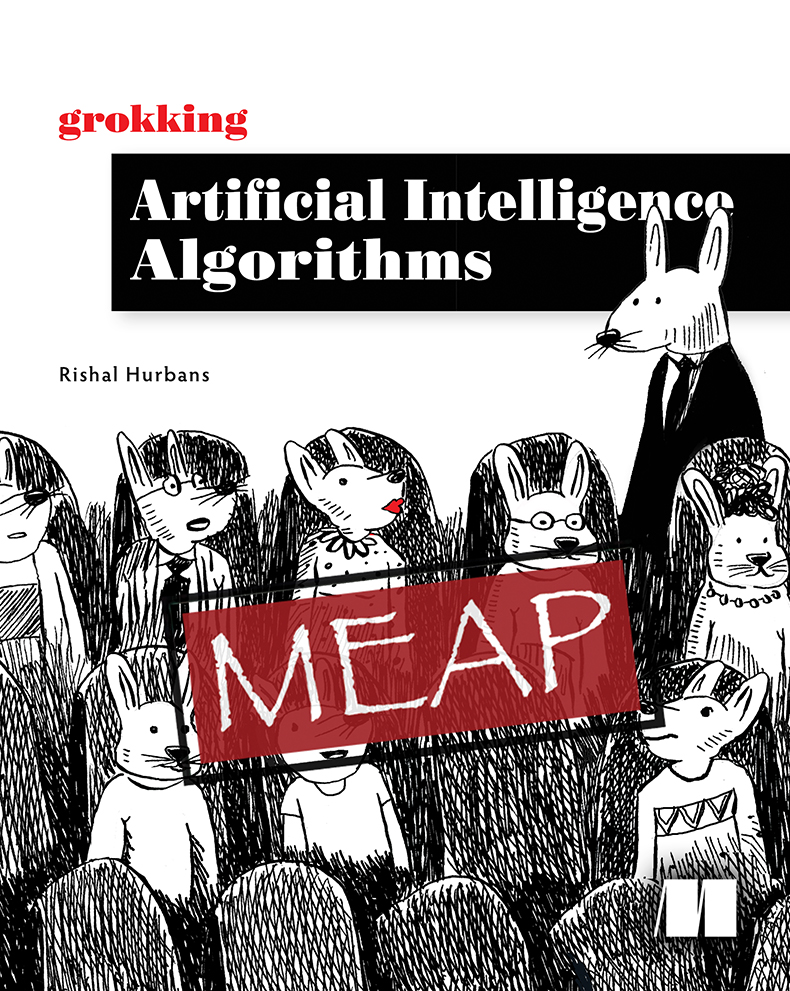 grokking
Artificial Intelligence
Algorithms
Rishal Hurbans
MEAP